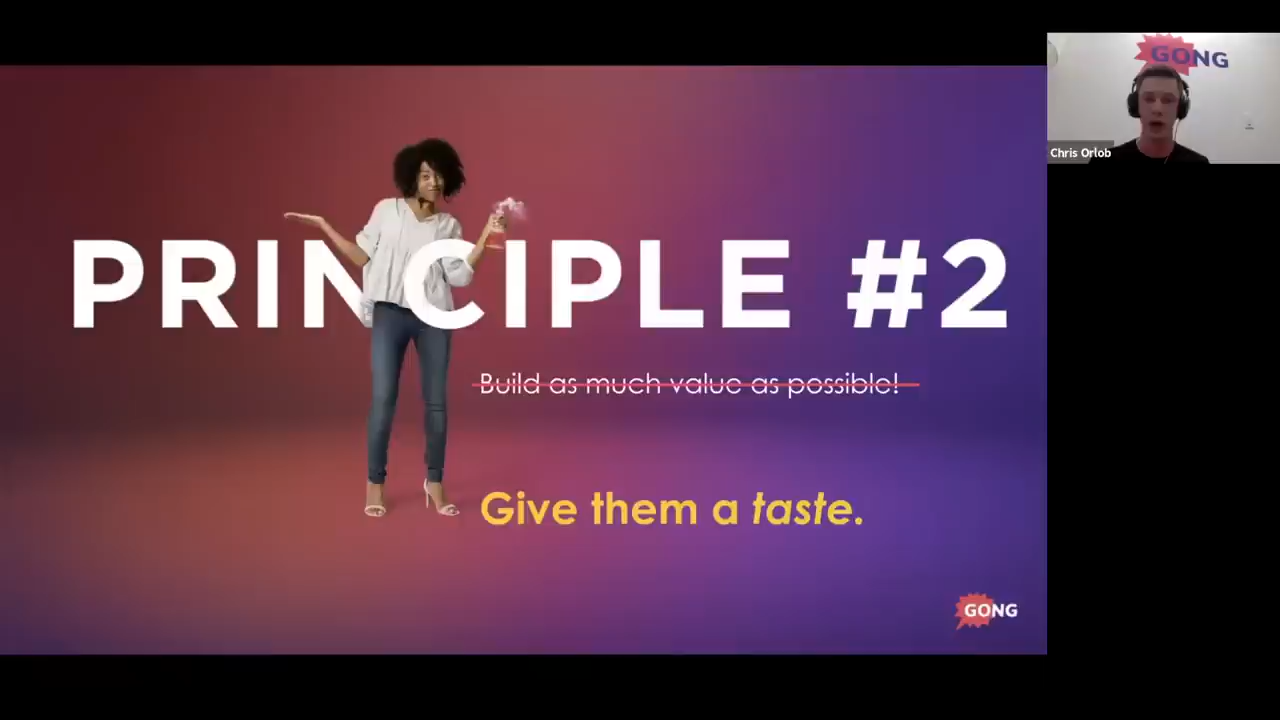 PRINCIPLE #2
Build as much value as possible!
Give them a taste.
GONG
GONG
Chris Orlob